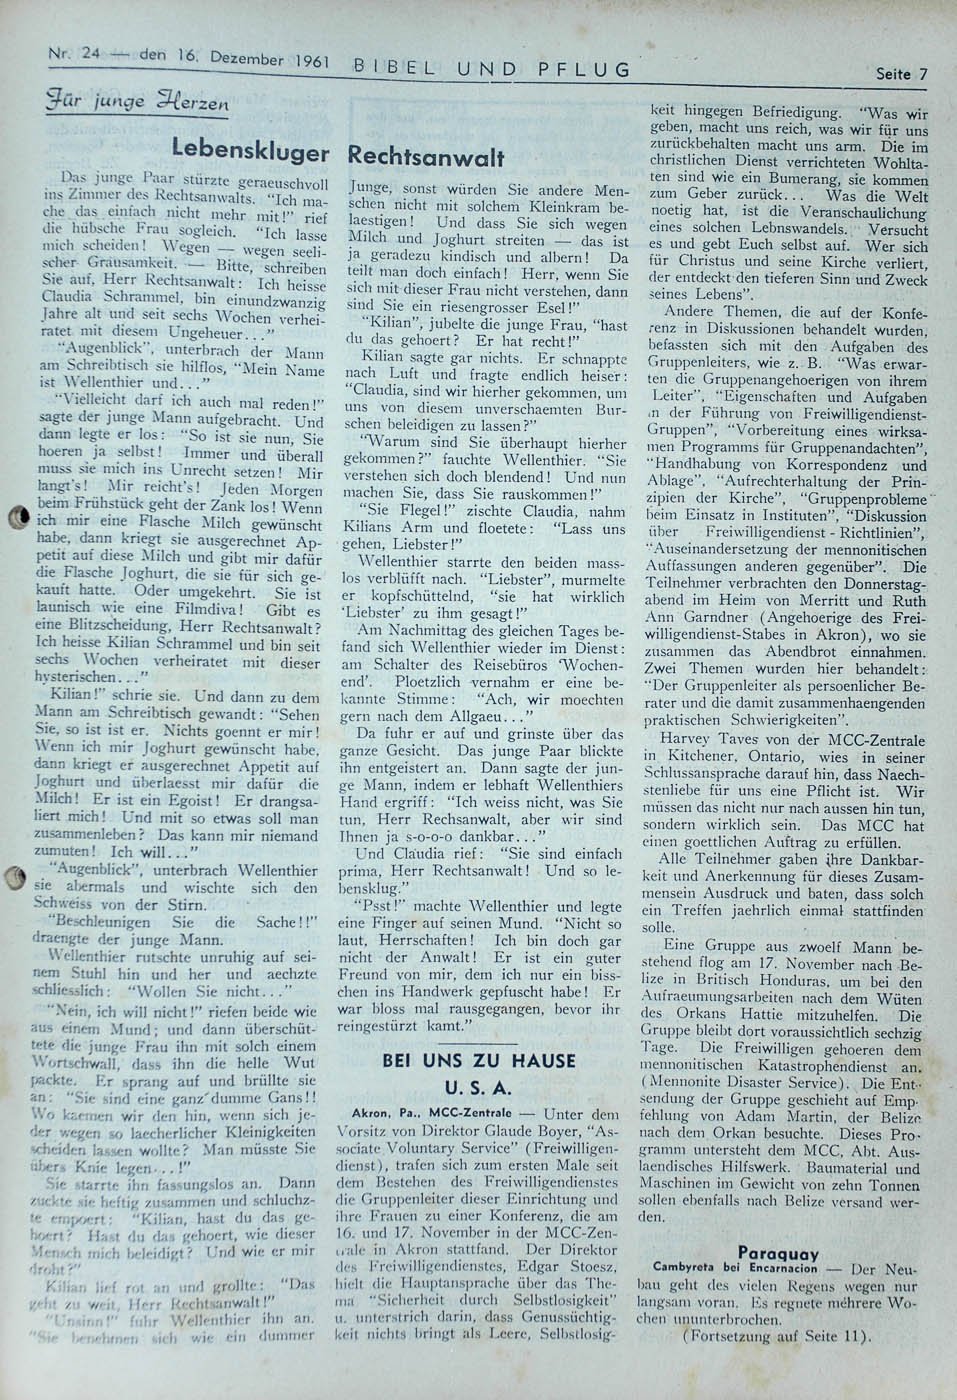 Nr. 24 — den 16. Dezember 1961
BIBEL UND PFLUG
Seite 7
Für junge Herzen
Lebenskluger Rechtsanwalt
Das junge Paar stürzte geraeuschvoll
ins Zimmer des Rechtsanwalts. “Ich ma-
che das einfach nicht mehr mit!” rief
die hübsche Frau sogleich. “Ich lasse
mich scheiden! Wegen — wegen seeli-
scher Grausamkeit. — Bitte, schreiben
Sie auf, Herr Rechtsanwalt: Ich heisse
Claudia Schrammel, bin einundzwanzig
Jahre alt und seit sechs Wochen verhei-
ratet mit diesem Ungeheuer...”
“Augenblick”, unterbrach der Mann
am Schreibtisch sie hilflos, “Mein Name
ist Wellenthier und...”
“Vielleicht darf ich auch mal reden!”
sagte der junge Mann aufgebracht. Und
dann legte er los: “So ist sie nun, Sie
hoeren ja selbst! Immer und überall
muss sie mich ins Unrecht setzen! Mir
langt's! Mir reicht's! Jeden Morgen
beim Frühstück geht der Zank los! Wenn
ich mir eine Flasche Milch gewünscht
habe, dann kriegt sie ausgerechnet Ap-
petit auf diese Milch und gibt mir dafür
die Flasche Joghurt, die sie für sich ge-
kauft hatte. Oder umgekehrt. Sie ist
launisch wie eine Filmdiva! Gibt es
eine Blitzscheidung, Herr Rechtsanwalt?
Ich heisse Kilian Schrammel und bin seit
sechs Wochen verheiratet mit dieser
hysterischen...”
Kilian!” schrie sie. Und dann zu dem
Mann am Schreibtisch gewandt: “Sehen
Sie, so ist ist er. Nichts goennt er mir!
Wenn ich mir Joghurt gewünscht habe,
dann kriegt er ausgerechnet Appetit auf
Joghurt und überlaesst mir dafür die
Milch! Er ist ein Egoist! Er drangsa-
liert mich! Und mit so etwas soll man
zusammenleben? Das kann mir niemand
zumuten! Ich will...”
“Augenblick”, unterbrach Wellenthier
sie abermals und wischte sich den
Schweiss von der Stirn.
“Beschleunigen Sie die Sache!!”
draengte der junge Mann.
Wellenthier rutschte unruhig auf sei-
nem Stuhl hin und her und aechzte
schliesslich: “Wollen Sie nicht...”
“Nein, ich will nicht!” riefen beide wie
aus einem Mund; und dann überschüt-
tete die junge Frau ihn mit solch einem
Wortschwall, dass ihn die helle Wut
packte. Er sprang auf und brüllte sie
an: “Sie sind eine ganz dumme Gans!!
Wo kaemen wir den hin, wenn sich je-
der wegen so laecherlicher Kleinigkeiten
scheiden lassen wollte? Man müsste Sie
übers Knie legen...!”
Sie starrte ihn fassungslos an. Dann
zuckte sie heftig zusammen und schluchz-
te empoert: “Kilian, hast du das ge-
hoert? Hast du das gehoert, wie dieser
Mensch mich beleidigt? Und wie er mir
droht?”
Kilian lief rot an und grollte: “Das
geht zu weit, Herr Rechtsanwalt!”
“Unsinn!” fuhr Wellenthier ihn an.
“Sie benehmen sich wie ein dummer
Junge, sonst würden Sie andere Men-
schen nicht mit solchem Kleinkram be-
laestigen! Und dass Sie sich wegen
Milch und Joghurt streiten — das ist
ja geradezu kindisch und albern! Da
teilt man doch einfach! Herr, wenn Sie
sich mit dieser Frau nicht verstehen, dann
sind Sie ein riesengrosser Esel!”
“Kilian”, jubelte die junge Frau, “hast
du das gehoert? Er hat recht!”
Kilian sagte gar nichts. Er schnappte
nach Luft und fragte endlich heiser:
“Claudia, sind wir hierher gekommen, um
uns von diesem unverschaemten Bur-
schen beleidigen zu lassen?”
“Warum sind Sie überhaupt hierher
gekommen?” fauchte Wellenthier. “Sie
verstehen sich doch blendend! Und nun
machen Sie, dass Sie rauskommen!”
“Sie Flegel!” zischte Claudia, nahm
Kilians Arm und floetete: “Lass uns
gehen, Liebster!”
Wellenthier starrte den beiden mass-
los verblüfft nach. “Liebster”, murmelte
er kopfschüttelnd, “sie hat wirklich
‘Liebster’ zu ihm gesagt!”
Am Nachmittag des gleichen Tages be-
fand sich Wellenthier wieder im Dienst:
am Schalter des Reisebüros ‘Wochen-
end’. Ploetzlich vernahm er eine be-
kannte Stimme: “Ach, wir moechten
gern nach dem Allgaeu...”
Da fuhr er auf und grinste über das
ganze Gesicht. Das junge Paar blickte
ihn entgeistert an. Dann sagte der jun-
ge Mann, indem er lebhaft Wellenthiers
Hand ergriff: “Ich weiss nicht, was Sie
tun, Herr Rechsanwalt, aber wir sind
Ihnen ja s-o-o-o dankbar...”
Und Claudia rief: “Sie sind einfach
prima, Herr Rechtsanwalt! Und so le-
bensklug.”
“Psst!” machte Wellenthier und legte
eine Finger auf seinen Mund. “Nicht so
laut, Herrschaften! Ich bin doch gar
nicht der Anwalt! Er ist ein guter
Freund von mir, dem ich nur ein biss-
chen ins Handwerk gepfuscht habe! Er
war bloss mal rausgegangen, bevor ihr
reingestürzt kamt.”
BEI UNS ZU HAUSE
U. S. A.
Akron, Pa., MCC-Zentrale — Unter dem
Vorsitz von Direktor Glaude Boyer, “As-
sociate Voluntary Service” (Freiwilligen-
dienst), trafen sich zum ersten Male seit
dem Bestehen des Freiwilligendienstes
die Gruppenleiter dieser Einrichtung und
ihre Frauen zu einer Konferenz, die am
16. und 17. November in der MCC-Zen-
trale in Akron stattfand. Der Direktor
des Freiwilligendienstes, Edgar Stoesz,
hielt die Hauptansprache über das The-
ma “Sicherheit durch Selbstlosigkeit”
u. unterstrich darin, dass Genussüchtig-
keit nichts bringt als Leere, Selbstlosig-
keit hingegen Befriedigung. “Was wir
geben, macht uns reich, was wir für uns
zurückbehalten macht uns arm. Die im
christlichen Dienst verrichteten Wohlta-
ten sind wie ein Bumerang, sie kommen
zum Geber zurück... Was die Welt
noetig hat, ist die Veranschaulichung
eines solchen Lebnswandels. Versucht
es und gebt Euch selbst auf. Wer sich
für Christus und seine Kirche verliert,
der entdeckt den tieferen Sinn und Zweck
seines Lebens”.
Andere Themen, die auf der Konfe-
renz in Discussionen behandelt wurden,
befassten sich mit den Aufgaben des
Gruppenleiters, wie z. B. “Was erwar-
ten die Gruppenangehoerigen von ihrem
Leiter”, “Eigenschaften und Aufgaben
in der Führung von Freiwilligendienst-
Gruppen”, “Vorbereitung eines wirksa-
men Programms für Gruppenandachten”,
“Handhabung von Korrespondenz und
Ablage”, “Aufrechterhaltung der Prin-
zipien der Kirche”, “Gruppenprobleme
beim Einsatz in Instituten”, “Diskussion
über Freiwilligendienst - Richtlinien”,
“Auseinandersetzung der mennonitischen
Auffassungen anderen gegenüber”. Die
Teilnehmer verbrachten den Donnerstag-
abend im Heim von Merritt und Ruth
Ann Garndner (Angehoerige des Frei-
willigendienst-Stabes in Akron), wo sie
zusammen das Abendbrot einnahmen.
Zwei Themen wurden hier behandelt:
“Der Gruppenleiter als persoenlicher Be-
rater und die damit zusammenhaengenden
praktischen Schwierigkeiten”.
Harvey Taves von der MCC-Zentrale
in Kitchener, Ontario, wies in seiner
Schlussansprache darauf hin, dass Naech-
stenliebe für uns eine Pflicht ist. Wir
müssen das nicht nur nach aussen hin tun,
sondern wirklich sein. Das MCC hat
einen goettlichen Auftrag zu erfüllen.
Alle Teilnehmer gaben ihre Dankbar-
keit und Anerkennung für dieses Zusam-
mensein Ausdruck und baten, dass solch
ein Treffen jaehrlich einmal stattfinden
solle.
Eine Gruppe aus zwoelf Mann be-
stehend flog am 17. November nach Be-
lize in Britisch Honduras, um bei den
Aufraeumungsarbeiten nach dem Wüten
des Orkans Hattie mitzuhelfen. Die
Gruppe bleibt dort voraussichtlich sechzig
Tage. Die Freiwilligen gehoeren dem
mennonitischen Katastrophendienst an.
(Mennonite Disaster Service). Die Ent-
sendung der Gruppe geschieht auf Emp-
fehlung von Adam Martin, der Belize
nach dem Orkan besuchte. Dieses Pro-
gramm untersteht dem MCC, Abt. Aus-
laendisches Hilfswerk. Baumaterial und
Maschinen im Gewicht von zehn Tonnen
sollen ebenfalls nach Belize versand wer-
den.
Paraguay
Cambyreta bei Encarnacion — Der Neu-
bau geht des vielen Regens wegen nur
langsam voran. Es regnete mehrere Wo-
chen ununterbrochen.
(Fortsetzung auf Seite 11).